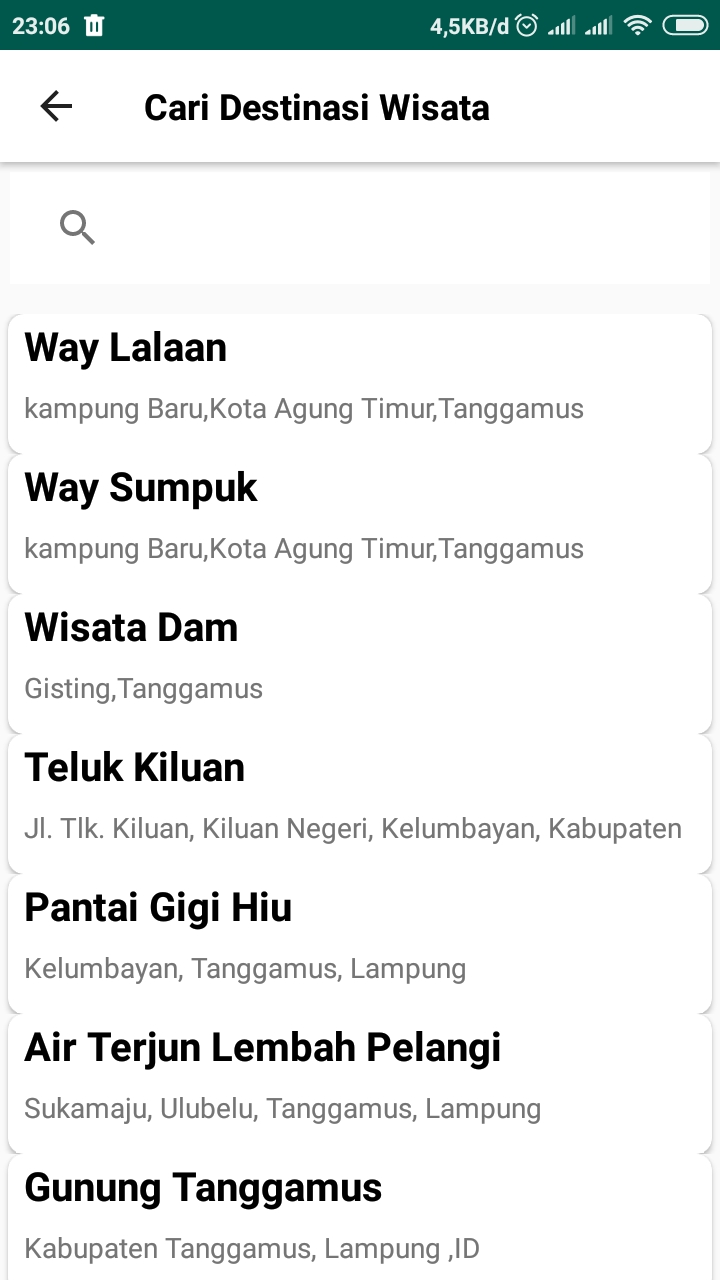 23:06
4,5KB/d
Cari Destinasi Wisata
Way Lalaan
kampung Baru,Kota Agung Timur,Tanggamus
Way Sumpuk
kampung Baru,Kota Agung Timur,Tanggamus
Wisata Dam
Gisting,Tanggamus
Teluk Kiluan
Jl. Tlk. Kiluan, Kiluan Negeri, Kelumbayan, Kabupaten
Pantai Gigi Hiu
Kelumbayan, Tanggamus, Lampung
Air Terjun Lembah Pelangi
Sukamaju, Ulubelu, Tanggamus, Lampung
Gunung Tanggamus
Kabupaten Tanggamus, Lampung ,ID